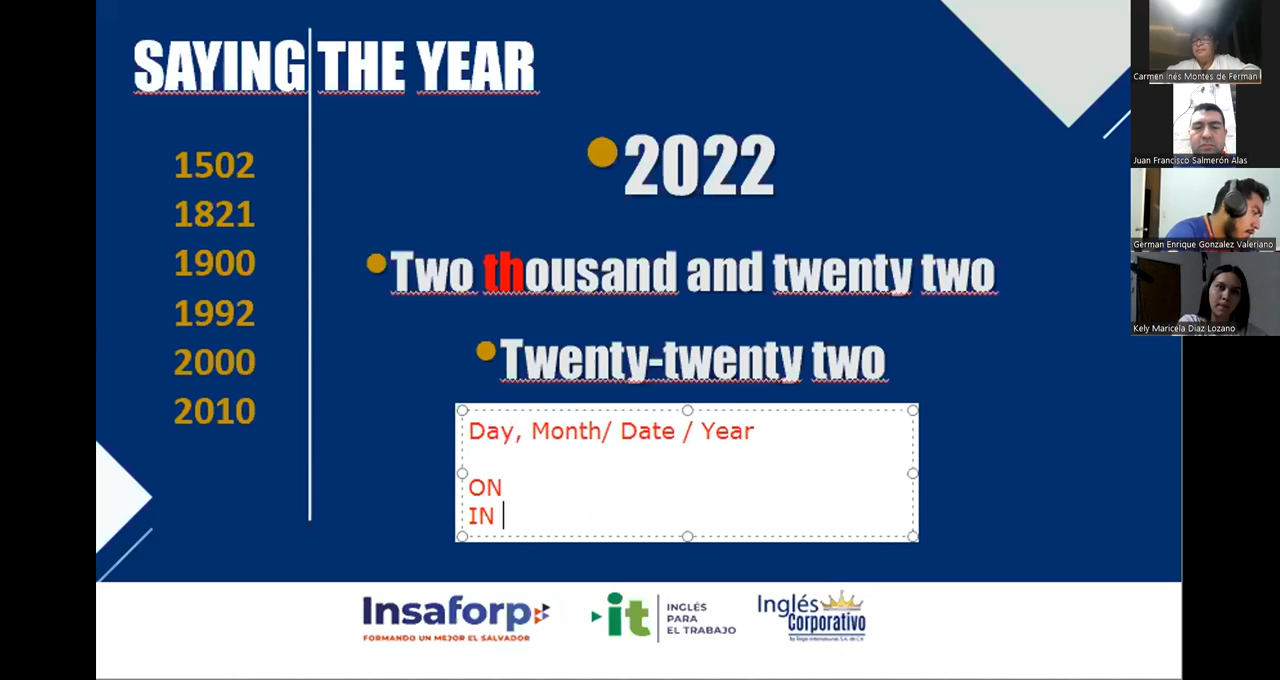 SAYING THE YEAR
1502
1821
1900
1992
2000
2010
2022
Two thousand and twenty two
Twenty-twenty two
Day, Month/ Date / Year
ON
IN
Insaforp
FORMANDO UN MEJOR EL SALVADOR
it
INGLÉS
PARA
EL TRABAJO
Inglés
Corporativo
Carmen Inés Montes de Ferman
Juan Francisco Salmerón Alas
German Enrique Gonzalez Valeriano
Kely Maricela Diaz Lozano